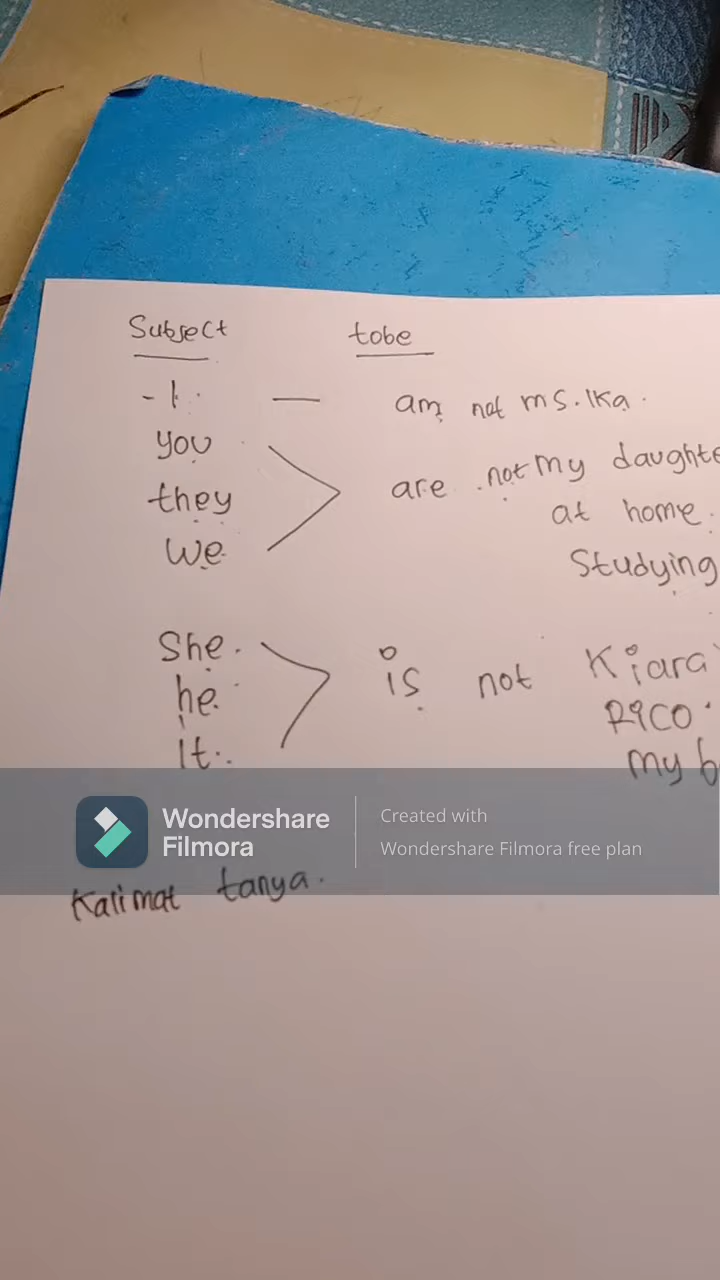 Subject tobe
- I. — am not ms. Ika.
you
are not my daughte
they
at home.
We
Studying
She.
is not Kiara
he.
Rico.
It.
my b
Wondershare
Filmora
Created with
Wondershare Filmora free plan
Kalimat tanya.